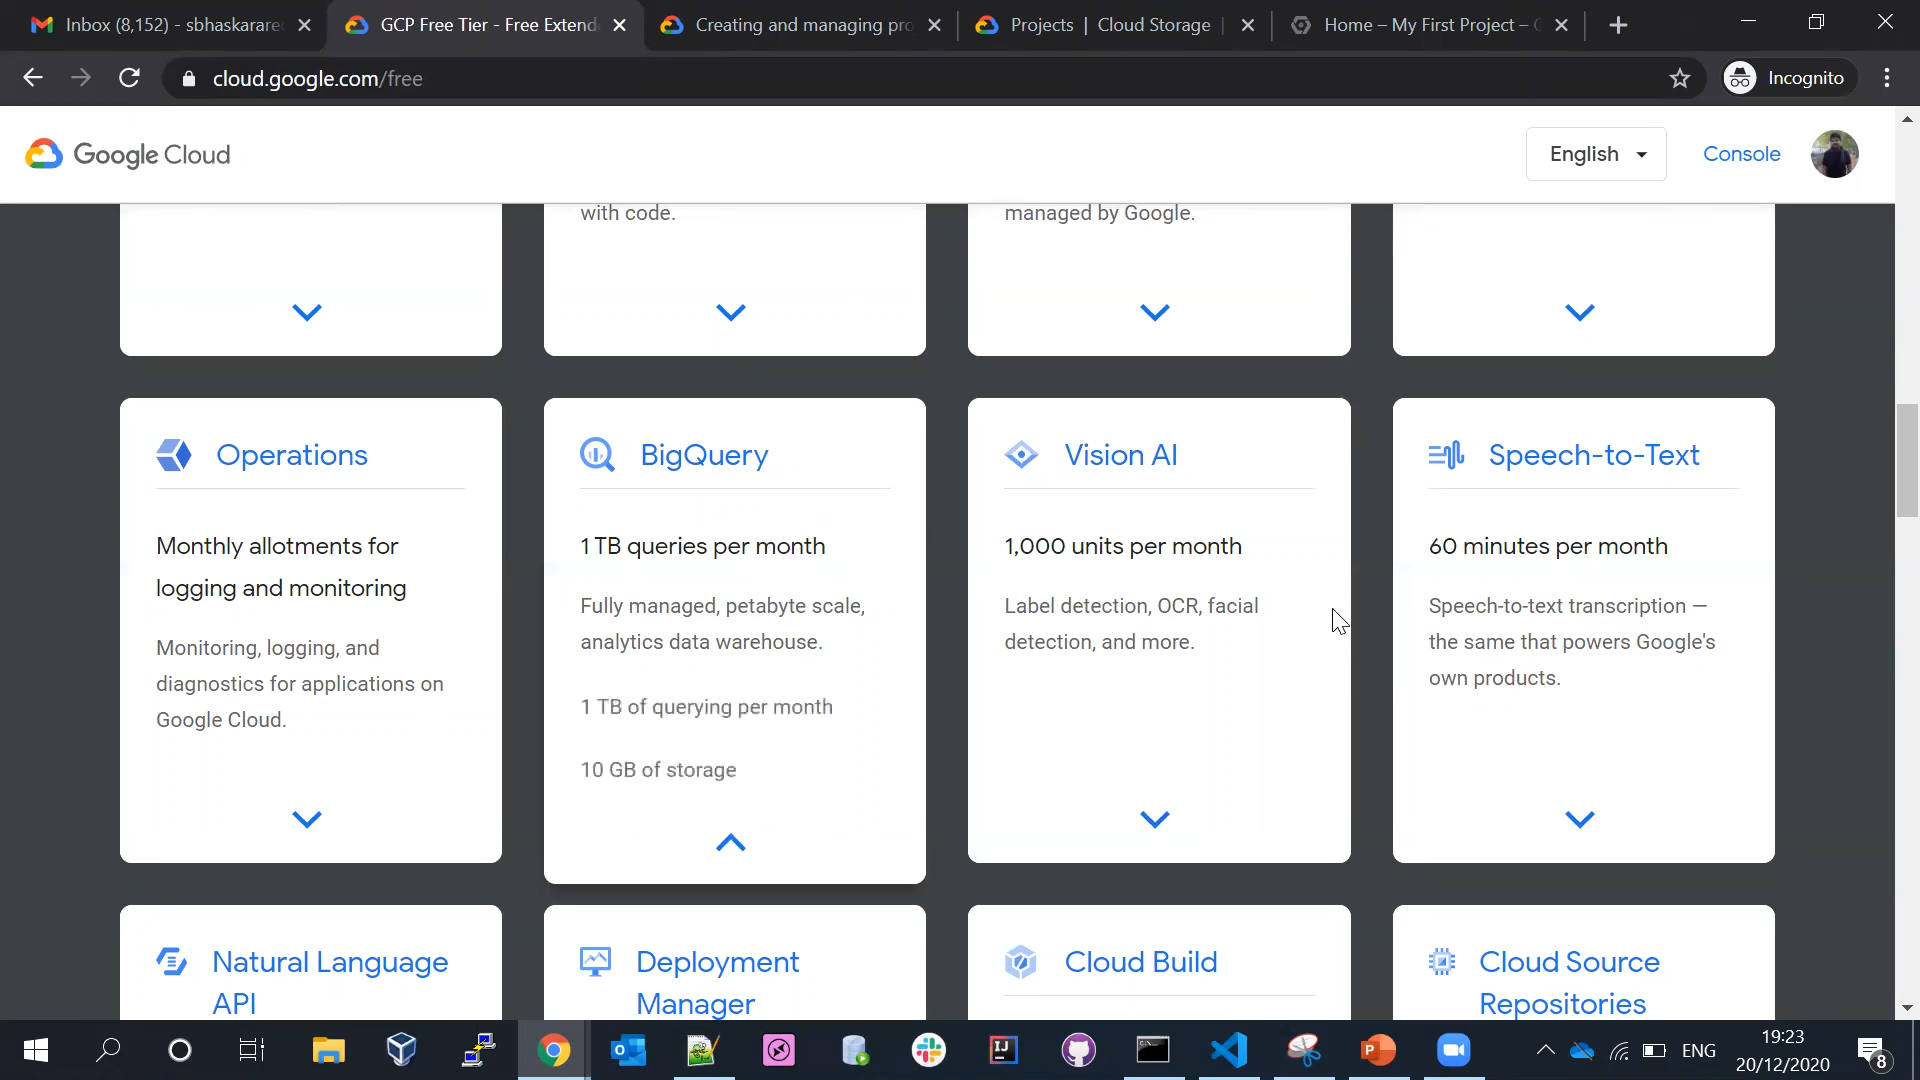 Inbox (8,152) - sbhaskarare
GCP Free Tier - Free Extend
Creating and managing pro
Projects | Cloud Storage
Home – My First Project –
cloud.google.com/free
Incognito
Google Cloud
English
Console
with code.
managed by Google.
Operations
Monthly allotments for
logging and monitoring
Monitoring, logging, and
diagnostics for applications on
Google Cloud.
BigQuery
1 TB queries per month
Fully managed, petabyte scale,
analytics data warehouse.
1 TB of querying per month
10 GB of storage
Vision AI
1,000 units per month
Label detection, OCR, facial
detection, and more.
Speech-to-Text
60 minutes per month
Speech-to-text transcription —
the same that powers Google's
own products.
Natural Language
API
Deployment
Manager
Cloud Build
Cloud Source
Repositories
ENG
19:23
20/12/2020
8